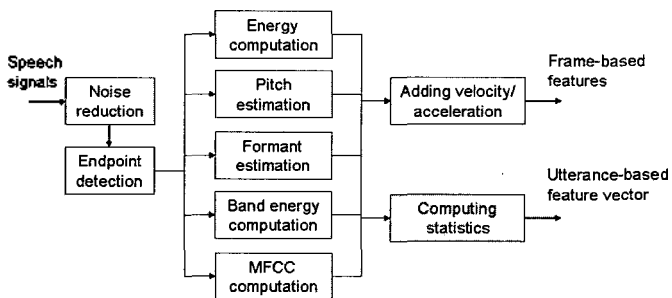 Speech
signals
Noise
reduction
Endpoint
detection
Energy
computation
Pitch
estimation
Formant
estimation
Band energy
computation
MFCC
computation
Adding velocity/
acceleration
Computing
statistics
Frame-based
features
Utterance-based
feature vector